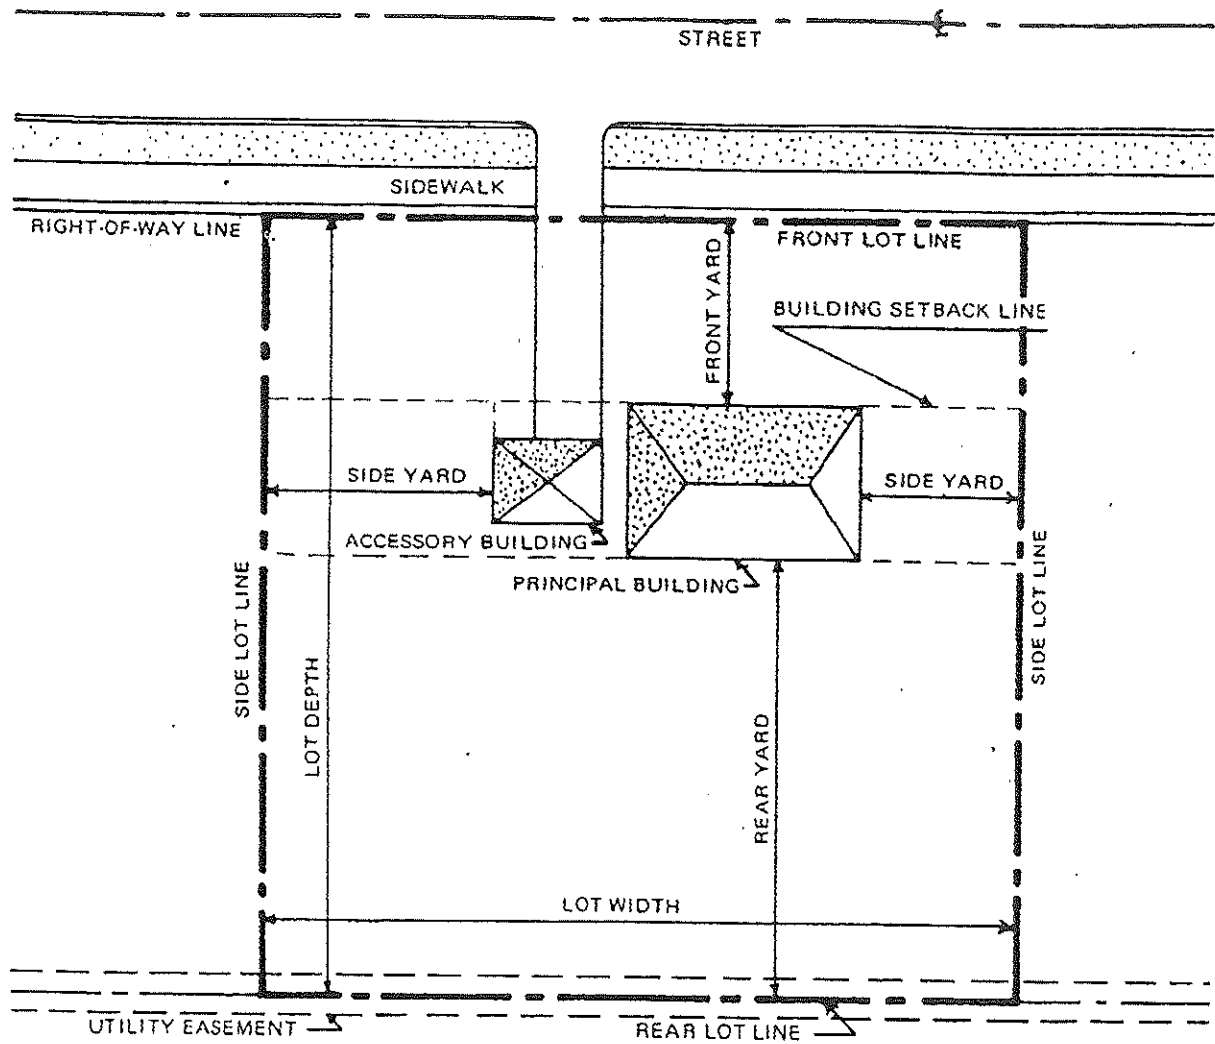 STREET
SIDEWALK
RIGHT-OF-WAY LINE
FRONT LOT LINE
FRONT YARD
BUILDING SETBACK LINE
SIDE YARD
SIDE YARD
ACCESSORY BUILDING
PRINCIPAL BUILDING
SIDE LOT LINE
LOT DEPTH
REAR YARD
SIDE LOT LINE
LOT WIDTH
UTILITY EASEMENT
REAR LOT LINE